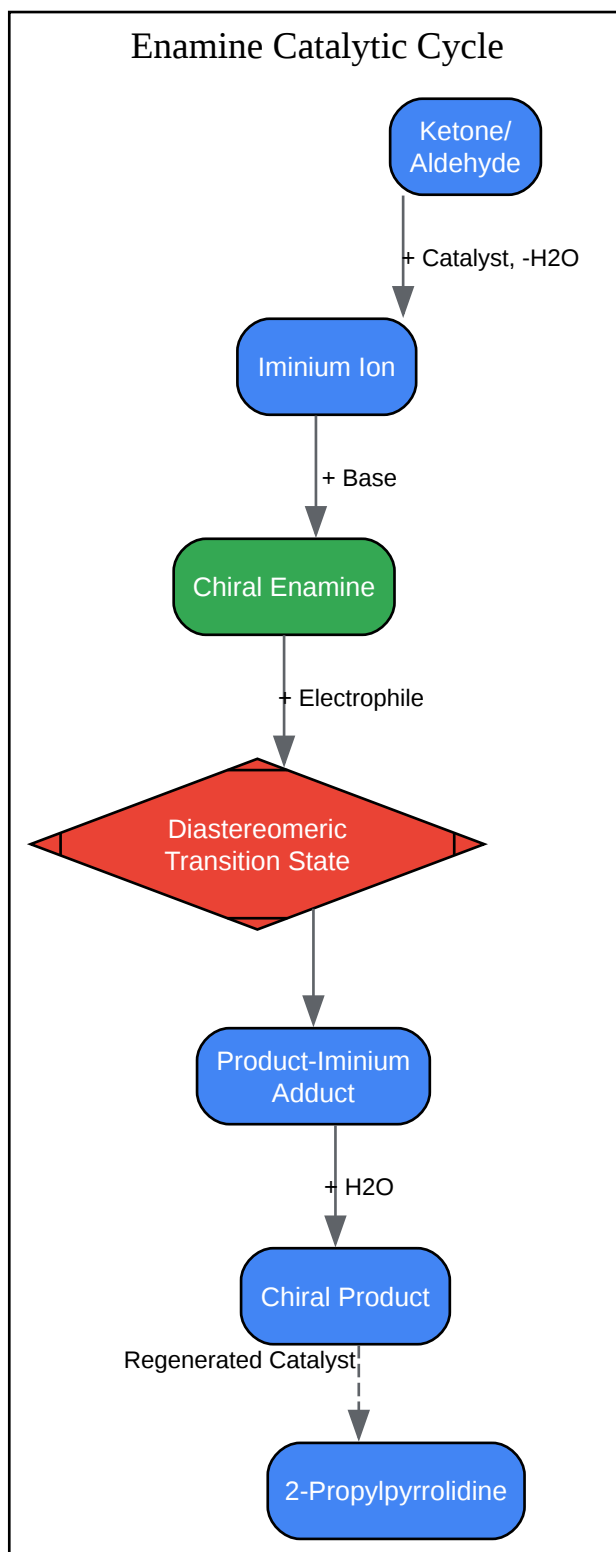 Enamine Catalytic Cycle
Ketone/
Aldehyde
+ Catalyst, -H2O
Iminium Ion
+ Base
Chiral Enamine
+ Electrophile
Diastereomeric
Transition State
Product-Iminium
Adduct
+ H2O
Chiral Product
Regenerated Catalyst
2-Propylpyrrolidine